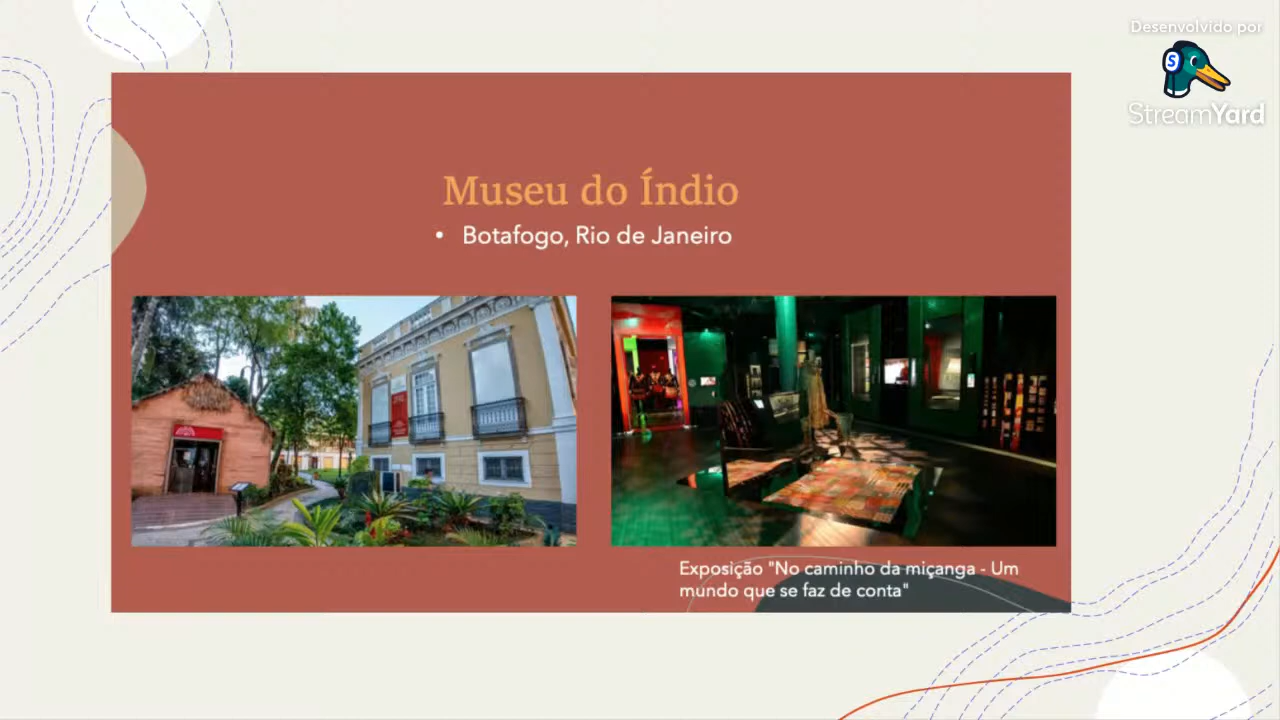 Desenvolvido por
S
StreamYard
Museu do Índio
• Botafogo, Rio de Janeiro
Exposição "No caminho da miçanga - Um
mundo que se faz de conta"